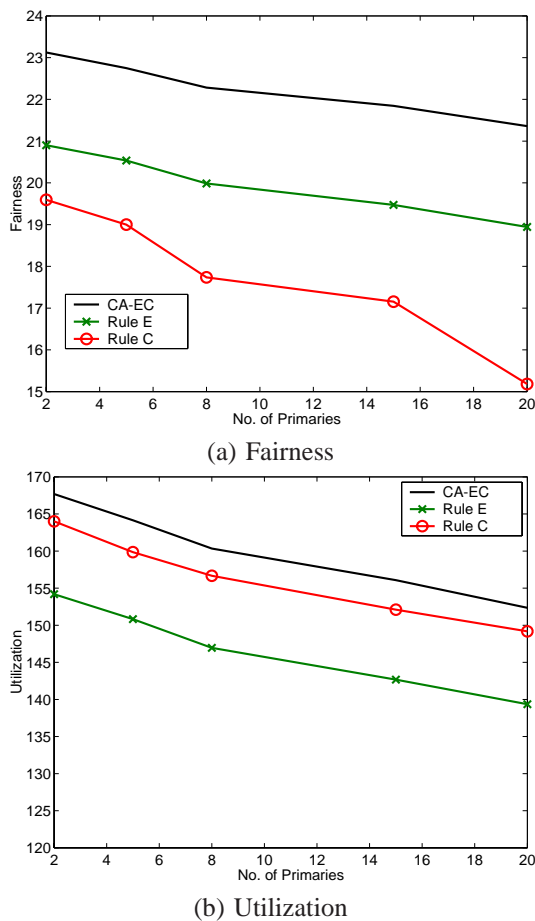 24
23
22
21
20
19
18
17
16
15
Fairness
CA-EC
Rule E
Rule C
2 4 6 8 10 12 14 16 18 20
No. of Primaries
(a) Fairness
170
165
160
155
150
145
140
135
130
125
120
Utilization
CA-EC
Rule E
Rule C
2 4 6 8 10 12 14 16 18 20
No. of Primaries
(b) Utilization